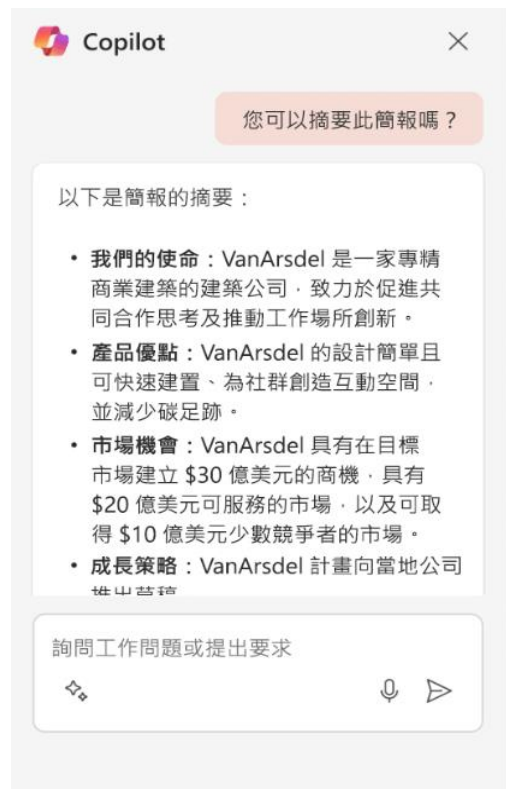 Copilot
您可以摘要此簡報嗎？
以下是簡報的摘要：
• 我們的使命：VanArsdel 是一家專精
商業建築的建築公司，致力於促進共
同合作思考及推動工作場所創新。
• 產品優點：VanArsdel 的設計簡單且
可快速建置、為社群創造互動空間，
並減少碳足跡。
• 市場機會：VanArsdel 具有在目標
市場建立 $30 億美元的商機，具有
$20 億美元可服務的市場，以及可取
得 $10 億美元少數競爭者的市場。
• 成長策略：VanArsdel 計畫向當地公司
推出草稿
詢問工作問題或提出要求